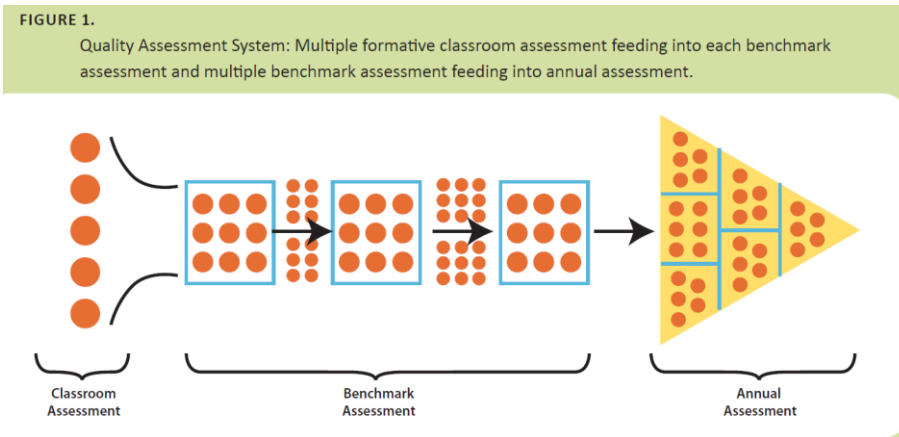 FIGURE 1.
Quality Assessment System: Multiple formative classroom assessment feeding into each benchmark
assessment and multiple benchmark assessment feeding into annual assessment.
Classroom
Assessment
Benchmark
Assessment
Annual
Assessment